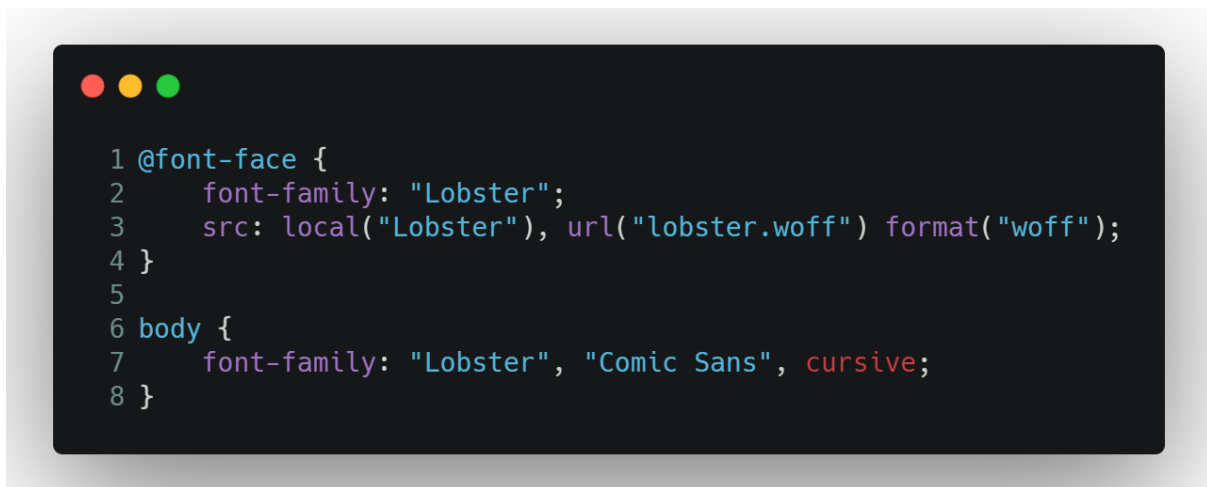 1 @font-face {
2     font-family: "Lobster";
3     src: local("Lobster"), url("lobster.woff") format("woff");
4 }
5
6 body {
7     font-family: "Lobster", "Comic Sans", cursive;
8 }